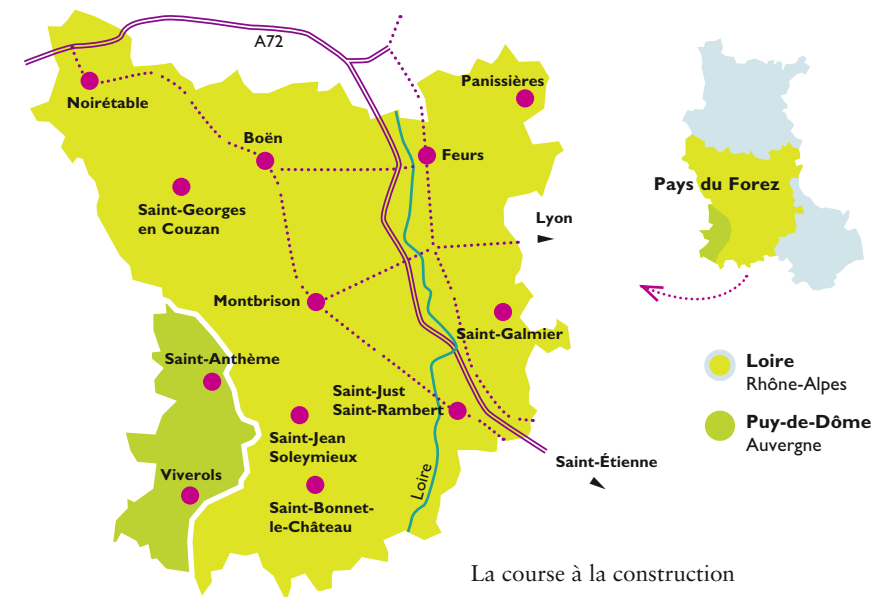 A72
Panissières
Noirétable
Boën
Feurs
Pays du Forez
Saint-Georges
en Couzan
Lyon
Montbrison
Saint-Galmier
Saint-Anthème
Loire
Rhône-Alpes
Saint-Just
Saint-Rambert
Puy-de-Dôme
Auvergne
Saint-Jean
Soleymieux
Saint-Étienne
Viverols
Loire
Saint-Bonnet-
le-Château
La course à la construction